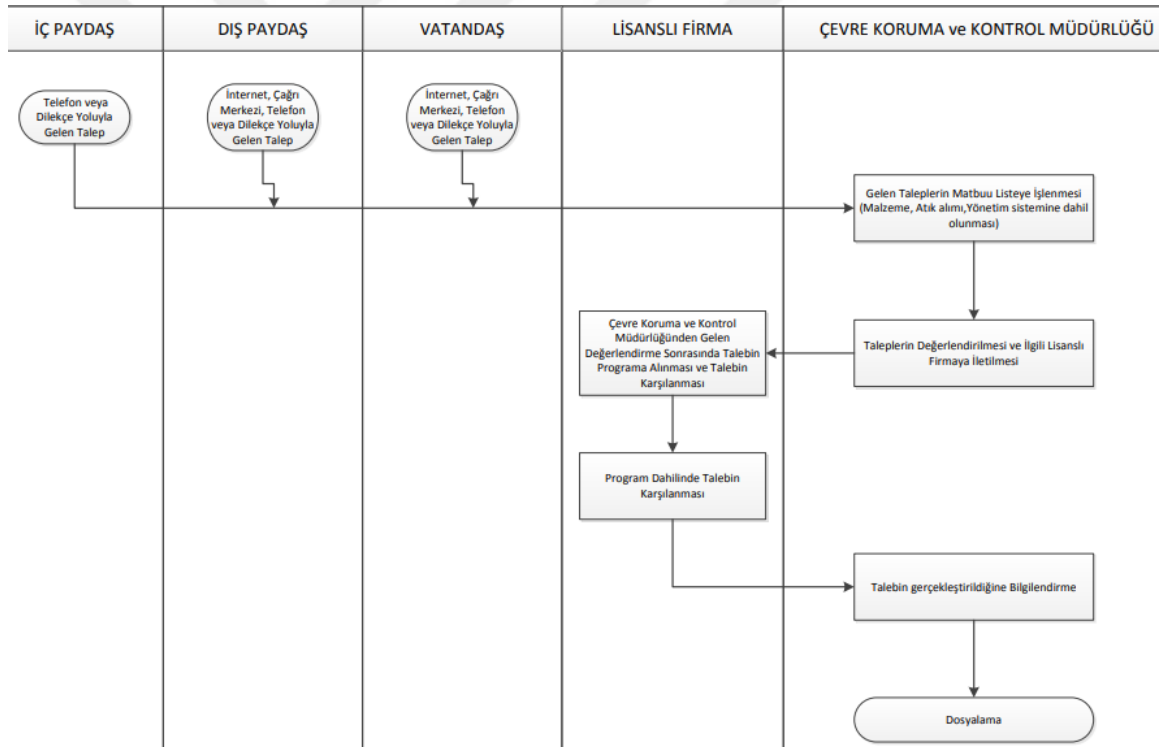 İÇ PAYDAŞ
DIŞ PAYDAŞ
VATANDAŞ
LİSANSLI FİRMA
ÇEVRE KORUMA ve KONTROL MÜDÜRLÜĞÜ
Telefon veya
Dilekçe Yoluyla
Gelen Talep
İnternet, Çağrı
Merkezi, Telefon
veya Dilekçe Yoluyla
Gelen Talep
İnternet, Çağrı
Merkezi, Telefon
veya Dilekçe Yoluyla
Gelen Talep
Gelen Taleplerin Matbuu Listeye İşlenmesi
(Malzeme, Atık alımı,Yönetim sistemine dahil
olunması)
Taleplerin Değerlendirilmesi ve İlgili Lisanslı
Firmaya İletilmesi
Çevre Koruma ve Kontrol
Müdürlüğünden Gelen
Değerlendirme Sonrasında Talebin
Programa Alınması ve Talebin
Karşılanması
Program Dahilinde Talebin
Karşılanması
Talebin gerçekleştirildiğine Bilgilendirme
Dosyalama